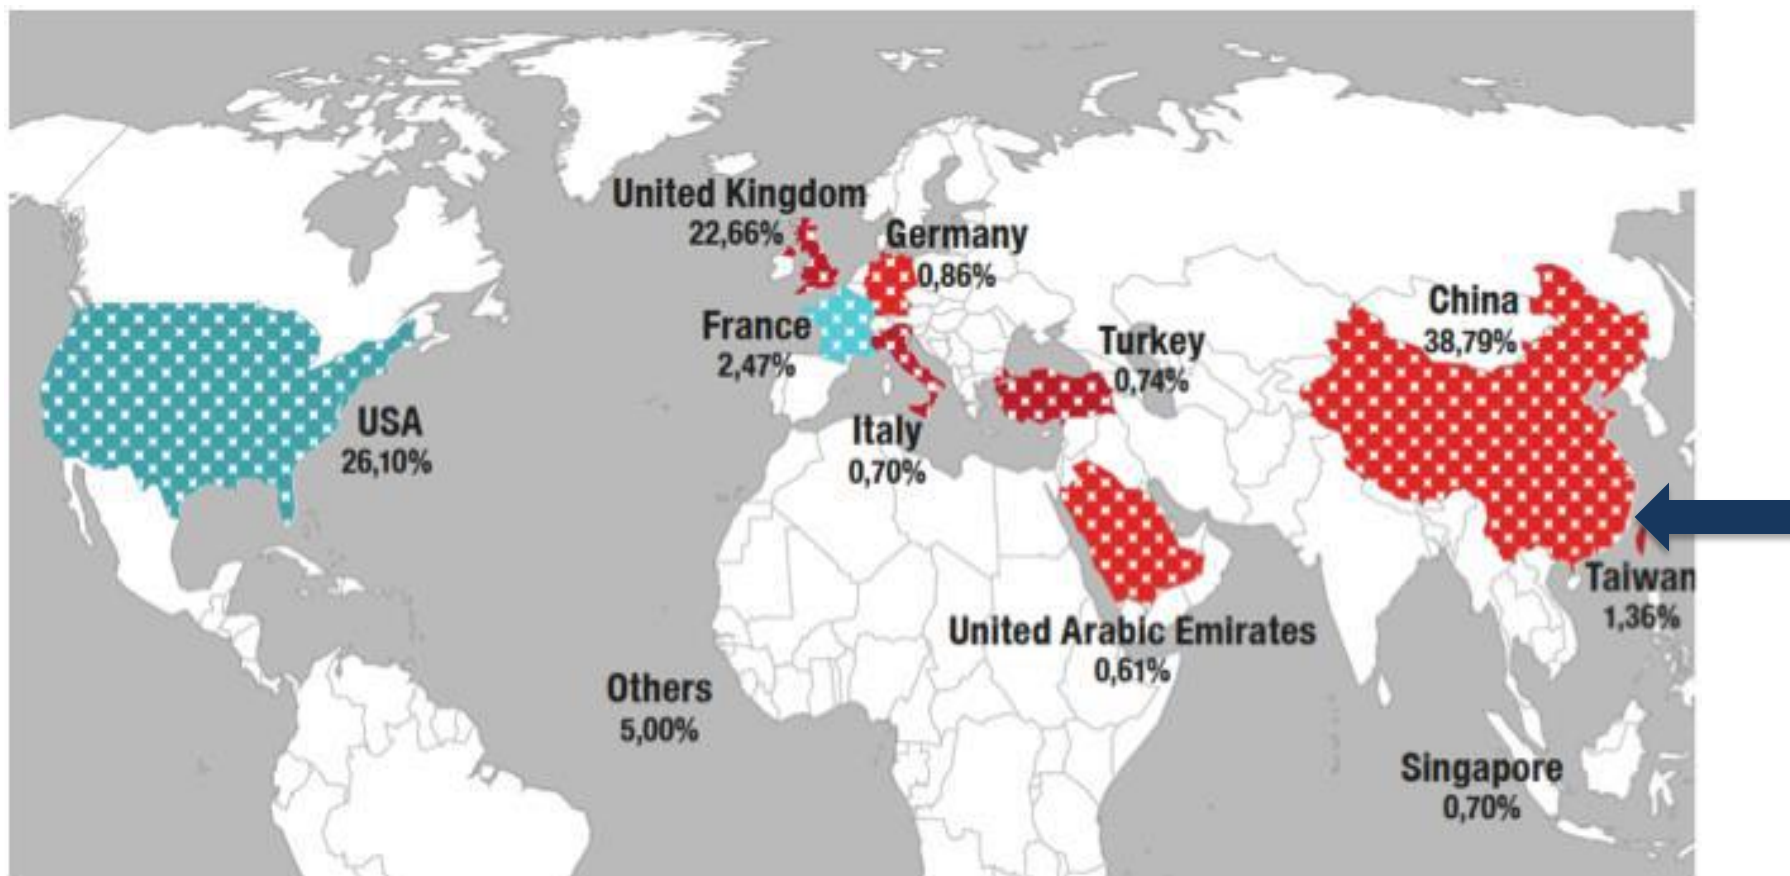 United Kingdom
22,66%
Germany
0,86%
China
38,79%
France
2,47%
Turkey
0,74%
USA
26,10%
Italy
0,70%
Taiwan
1,36%
United Arabic Emirates
0,61%
Others
5,00%
Singapore
0,70%